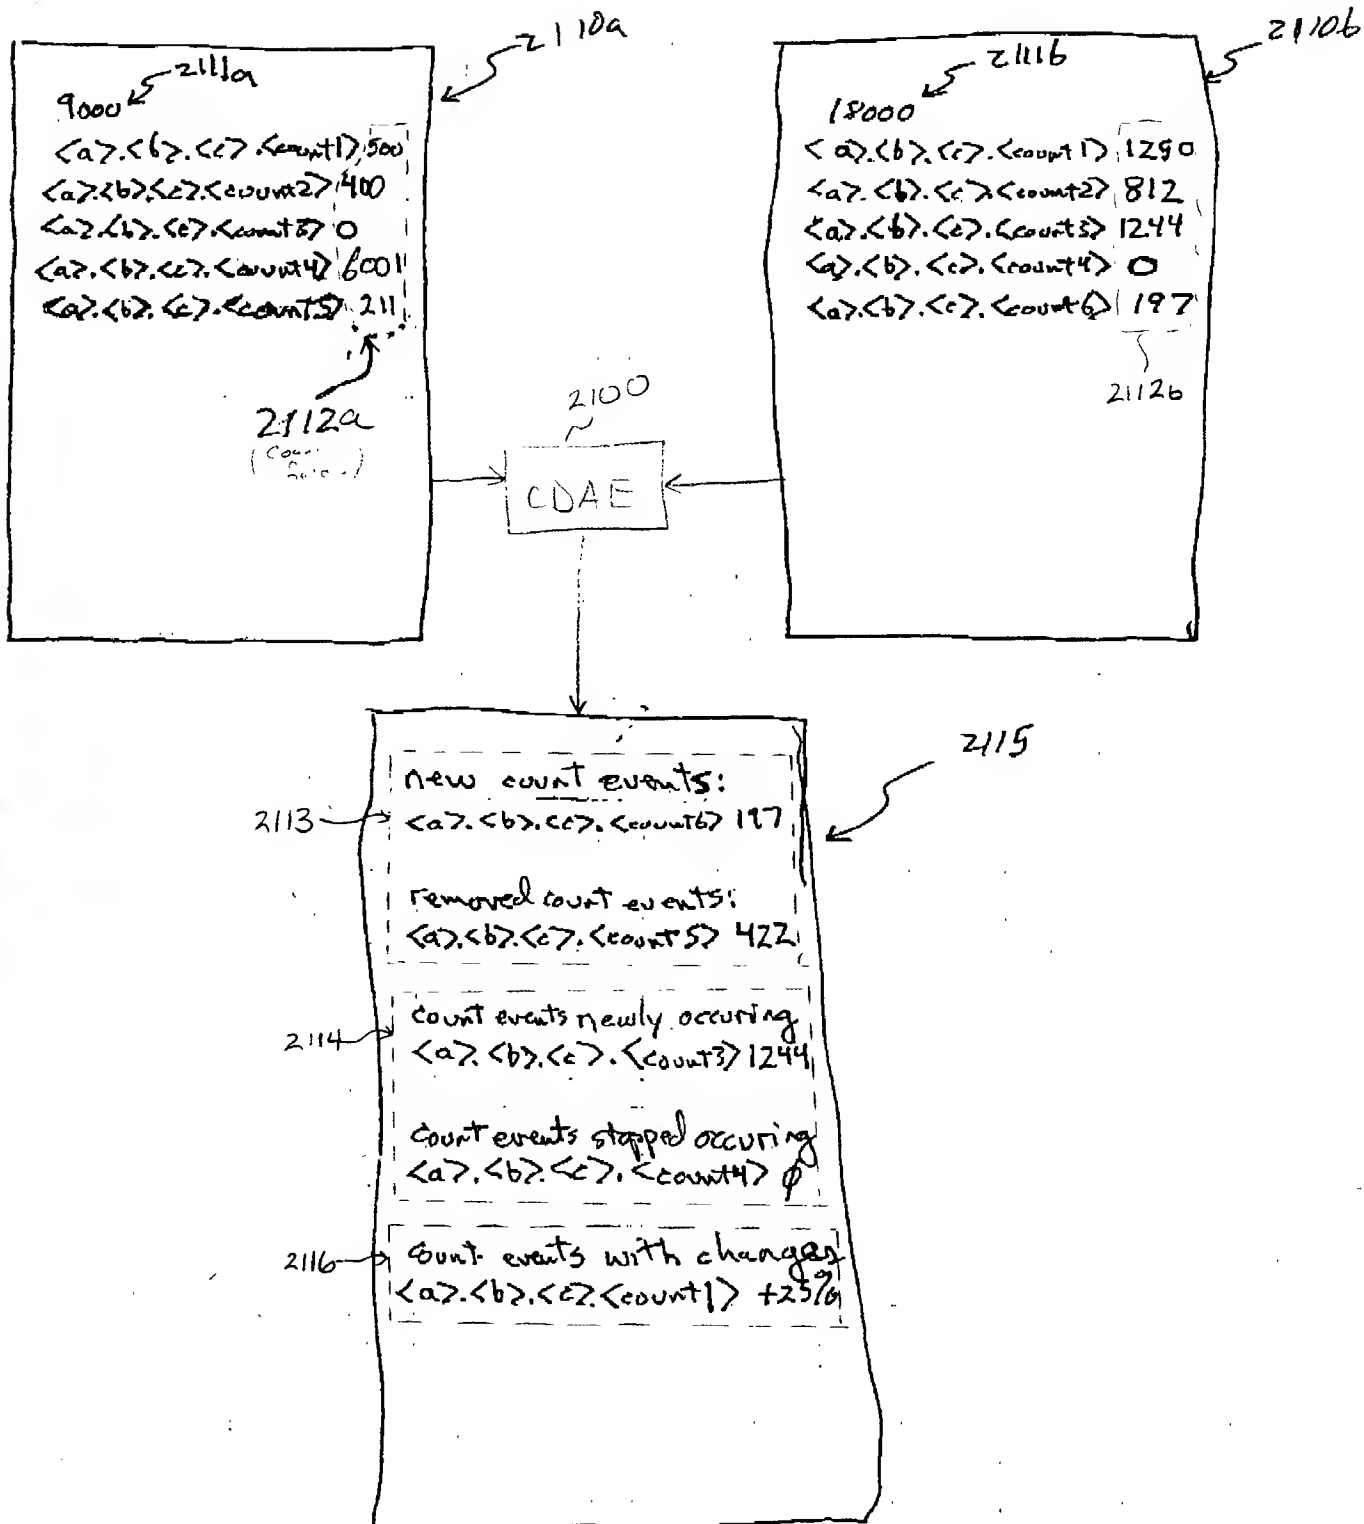 2110a
2111a
9000
<a>.<b>.<c>.<count1> 500
<a>.<b>.<c>.<count2> 400
<a>.<b>.<c>.<count3> 0
<a>.<b>.<c>.<count4> 6001
<a>.<b>.<c>.<count5> 211
2112a
2110b
2111b
18000
<a>.<b>.<c>.<count1> 1250
<a>.<b>.<c>.<count2> 812
<a>.<b>.<c>.<count3> 1244
<a>.<b>.<c>.<count4> 0
<a>.<b>.<c>.<count6> 197
2112b
2100
CDAE
2115
new count events:
2113
<a>.<b>.<c>.<count6> 197
removed count events:
<a>.<b>.<c>.<count5> 422
count events newly occuring
2114
<a>.<b>.<c>.<count3> 1244
count events stopped occuring
<a>.<b>.<c>.<count4> 0
2116
count events with changes
<a>.<b>.<c>.<count1> +25%